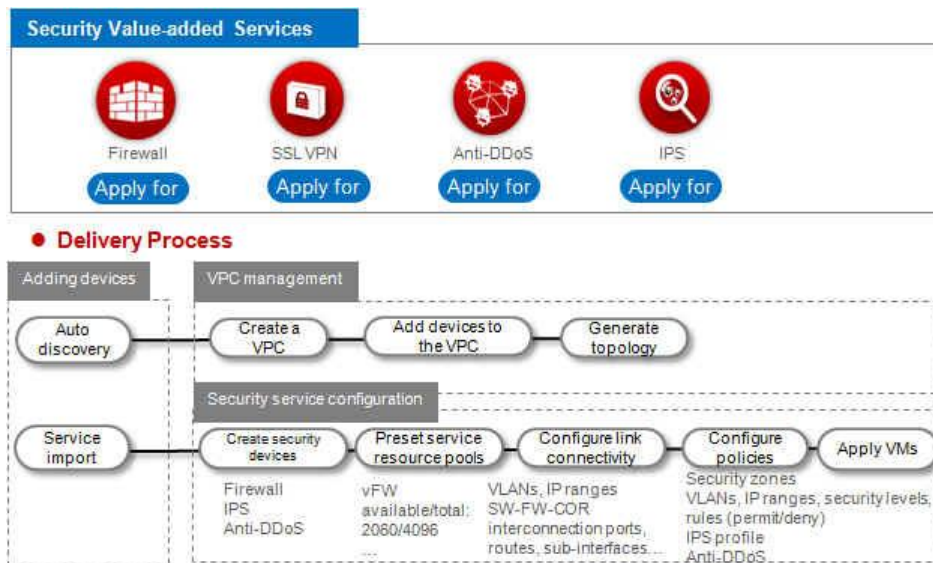 Security Value-added Services
Firewall
SSL VPN
Anti-DDoS
IPS
Apply for
Apply for
Apply for
Apply for
Delivery Process
Adding devices
VPC management
Auto
discovery
Create a
VPC
Add devices to
the VPC
Generate
topology
Security service configuration
Service
import
Create security
devices
Preset service
resource pools
Configure link
connectivity
Configure
policies
Apply VMs
Firewall
IPS
Anti-DDoS
vFW
available/total:
2060/4096
...
VLANs, IP ranges
SW-FW-COR
interconnection ports,
routes, sub-interfaces...
Security zones
VLANs, IP ranges, security levels,
rules (permit/deny)
IPS profile
Anti-DDoS